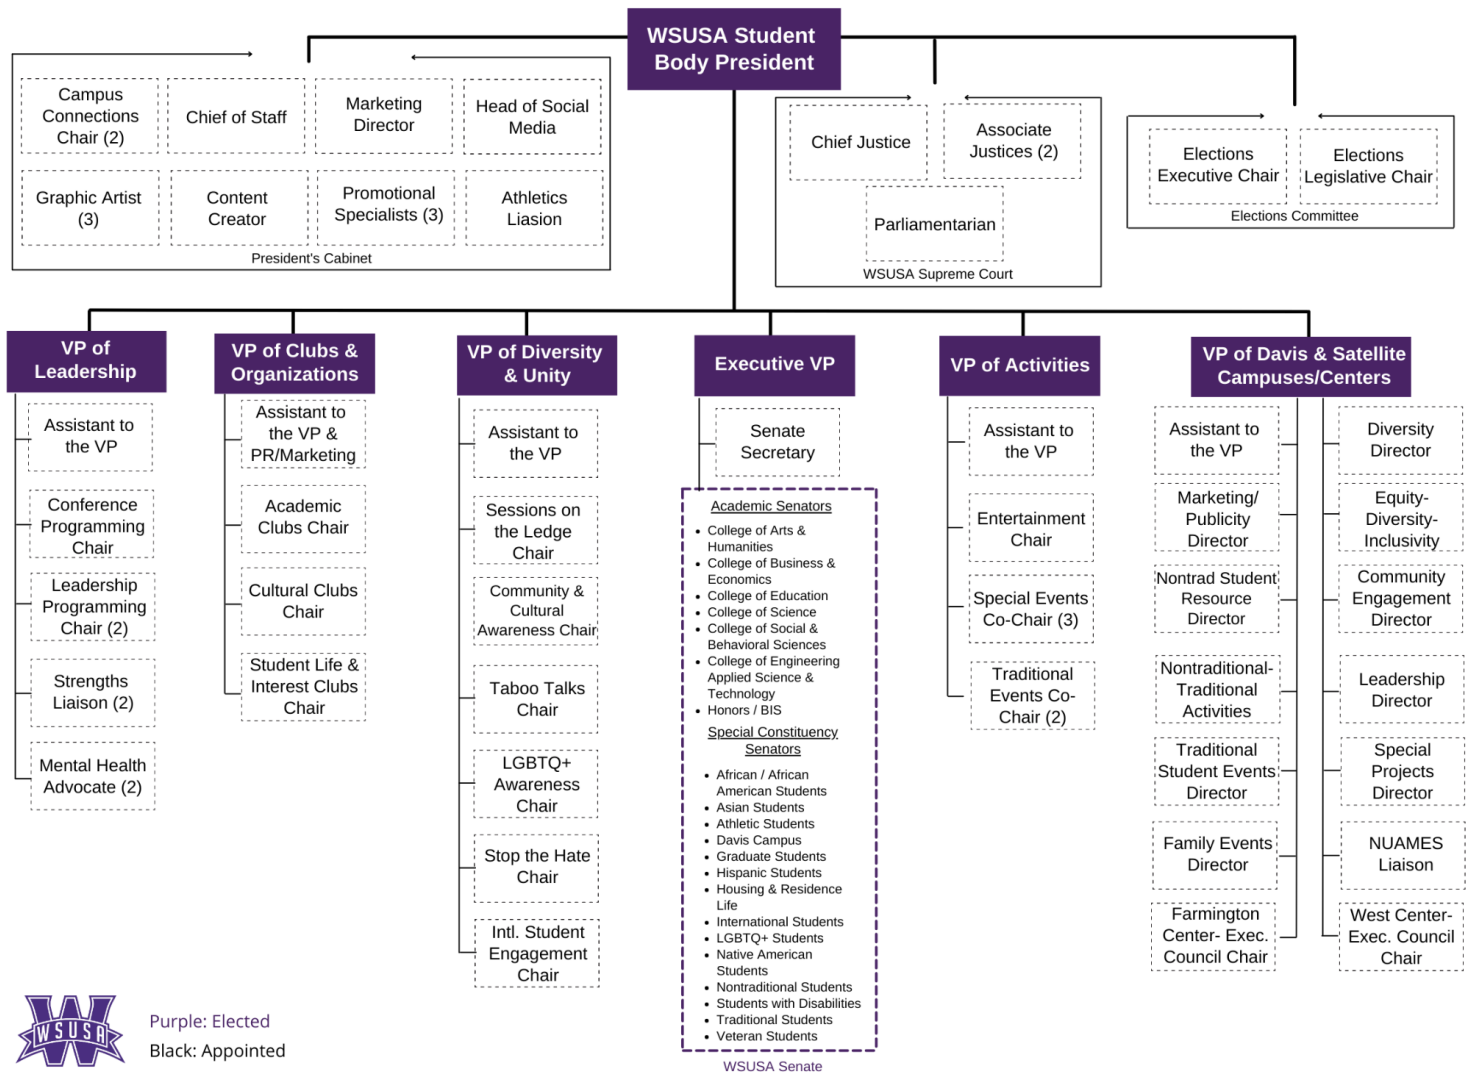 WSUSA Student
Body President
Campus
Connections
Chair (2)
Chief of Staff
Marketing
Director
Head of Social
Media
Graphic Artist
(3)
Content
Creator
Promotional
Specialists (3)
Athletics
Liasion
President's Cabinet
Chief Justice
Associate
Justices (2)
Parliamentarian
WSUSA Supreme Court
Elections
Executive Chair
Elections
Legislative Chair
Elections Committee
VP of
Leadership
Assistant to
the VP
Conference
Programming
Chair
Leadership
Programming
Chair (2)
Strengths
Liaison (2)
Mental Health
Advocate (2)
VP of Clubs &
Organizations
Assistant to
the VP &
PR/Marketing
Academic
Clubs Chair
Cultural Clubs
Chair
Student Life &
Interest Clubs
Chair
VP of Diversity
& Unity
Assistant to
the VP
Sessions on
the Ledge
Chair
Community &
Cultural
Awareness Chair
Taboo Talks
Chair
LGBTQ+
Awareness
Chair
Stop the Hate
Chair
Intl. Student
Engagement
Chair
Executive VP
Senate
Secretary
Academic Senators
College of Arts &
Humanities
College of Business &
Economics
College of Education
College of Science
College of Social &
Behavioral Sciences
College of Engineering
Applied Science &
Technology
Honors / BIS
Special Constituency
Senators
African / African
American Students
Asian Students
Athletic Students
Davis Campus
Graduate Students
Hispanic Students
Housing & Residence
Life
International Students
LGBTQ+ Students
Native American
Students
Nontraditional Students
Students with Disabilities
Traditional Students
Veteran Students
WSUSA Senate
VP of Activities
Assistant to
the VP
Entertainment
Chair
Special Events
Co-Chair (3)
Traditional
Events Co-
Chair (2)
VP of Davis & Satellite
Campuses/Centers
Assistant to
the VP
Marketing/
Publicity
Director
Nontrad Student
Resource
Director
Nontraditional-
Traditional
Activities
Traditional
Student Events
Director
Family Events
Director
Farmington
Center- Exec.
Council Chair
Diversity
Director
Equity-
Diversity-
Inclusivity
Community
Engagement
Director
Leadership
Director
Special
Projects
Director
NUAMES
Liaison
West Center-
Exec. Council
Chair
WSUSA
Purple: Elected
Black: Appointed